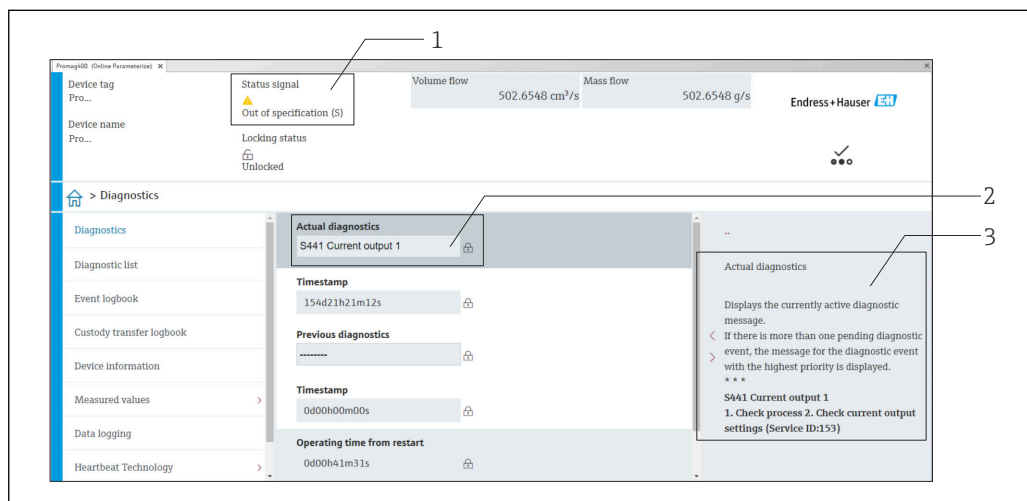 1
Promag400 (Online Parameterize) ×
Device tag
Pro...
Device name
Pro...
Status signal
Out of specification (S)
Locking status
Unlocked
Volume flow
502.6548 cm³/s
Mass flow
502.6548 g/s
Endress+Hauser EH
> Diagnostics
2
Diagnostics
Diagnostic list
Event logbook
Custody transfer logbook
Device information
Measured values >
Data logging
Heartbeat Technology >
Actual diagnostics
S441 Current output 1
Timestamp
154d21h21m12s
Previous diagnostics
--------
Timestamp
0d00h00m00s
Operating time from restart
0d00h41m31s
3
..
Actual diagnostics
Displays the currently active diagnostic
message.
If there is more than one pending diagnostic
event, the message for the diagnostic event
with the highest priority is displayed.
* * *
S441 Current output 1
1. Check process 2. Check current output
settings (Service ID:153)